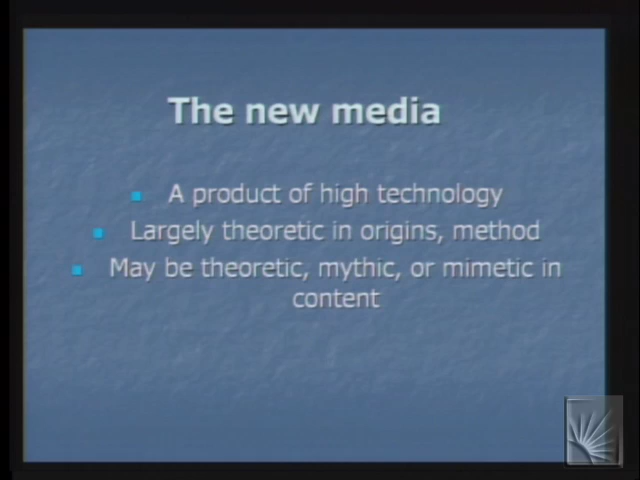 The new media
A product of high technology
Largely theoretic in origins, method
May be theoretic, mythic, or mimetic in
content